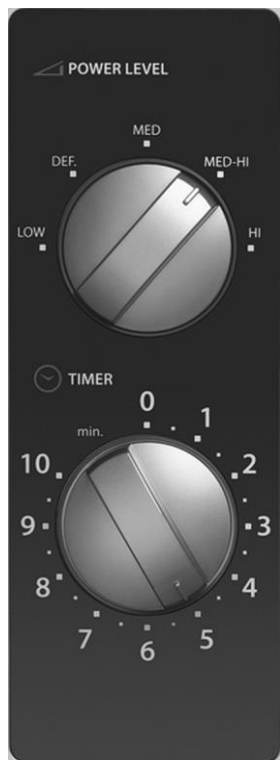 POWER LEVEL
MED
DEF. MED-HI
LOW HI
TIMER
0
min. 1
10 2
9 3
8 4
7 5
6